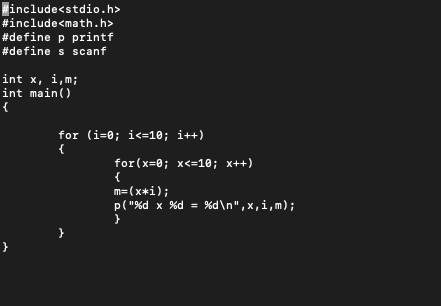 #include<stdio.h>
#include<math.h>
#define p printf
#define s scanf

int x, i,m;
int main()
{

        for (i=0; i<=10; i++)
        {
                for(x=0; x<=10; x++)
                {
                m=(x*i);
                p("%d x %d = %d\n",x,i,m);
                }
        }
}